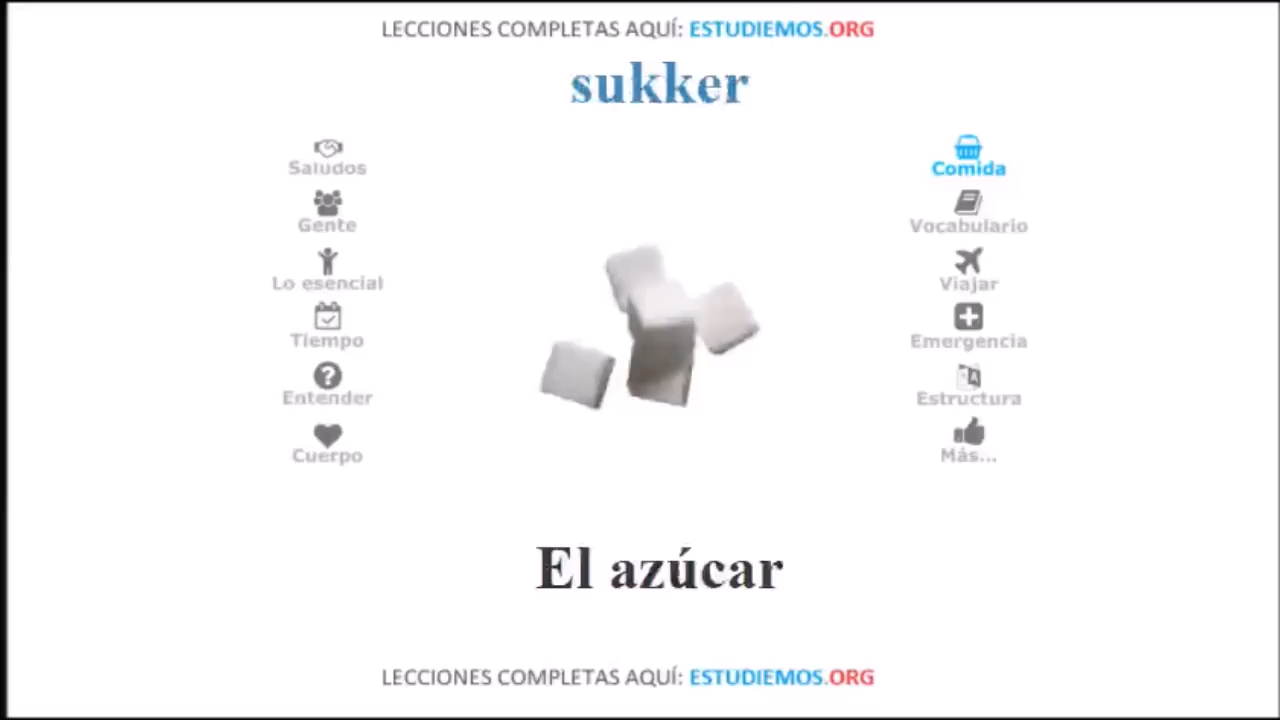 LECCIONES COMPLETAS AQUÍ: ESTUDIEMOS.ORG
sukker
Saludos
Gente
Lo esencial
Tiempo
Entender
Cuerpo
Comida
Vocabulario
Viajar
Emergencia
Estructura
Más...
El azúcar
LECCIONES COMPLETAS AQUÍ: ESTUDIEMOS.ORG